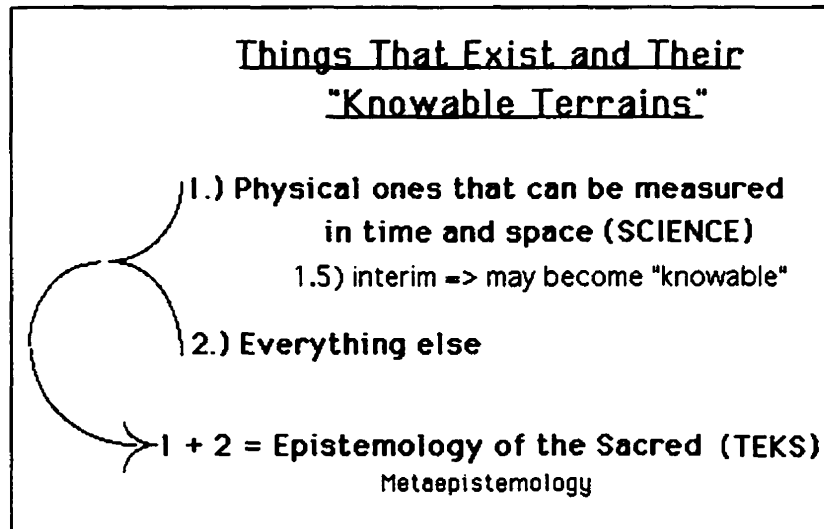 Things That Exist and Their
"Knowable Terrains"
1.) Physical ones that can be measured
in time and space (SCIENCE)
1.5) interim => may become "knowable"
2.) Everything else
1 + 2 = Epistemology of the Sacred (TEKS)
Metaepistemology